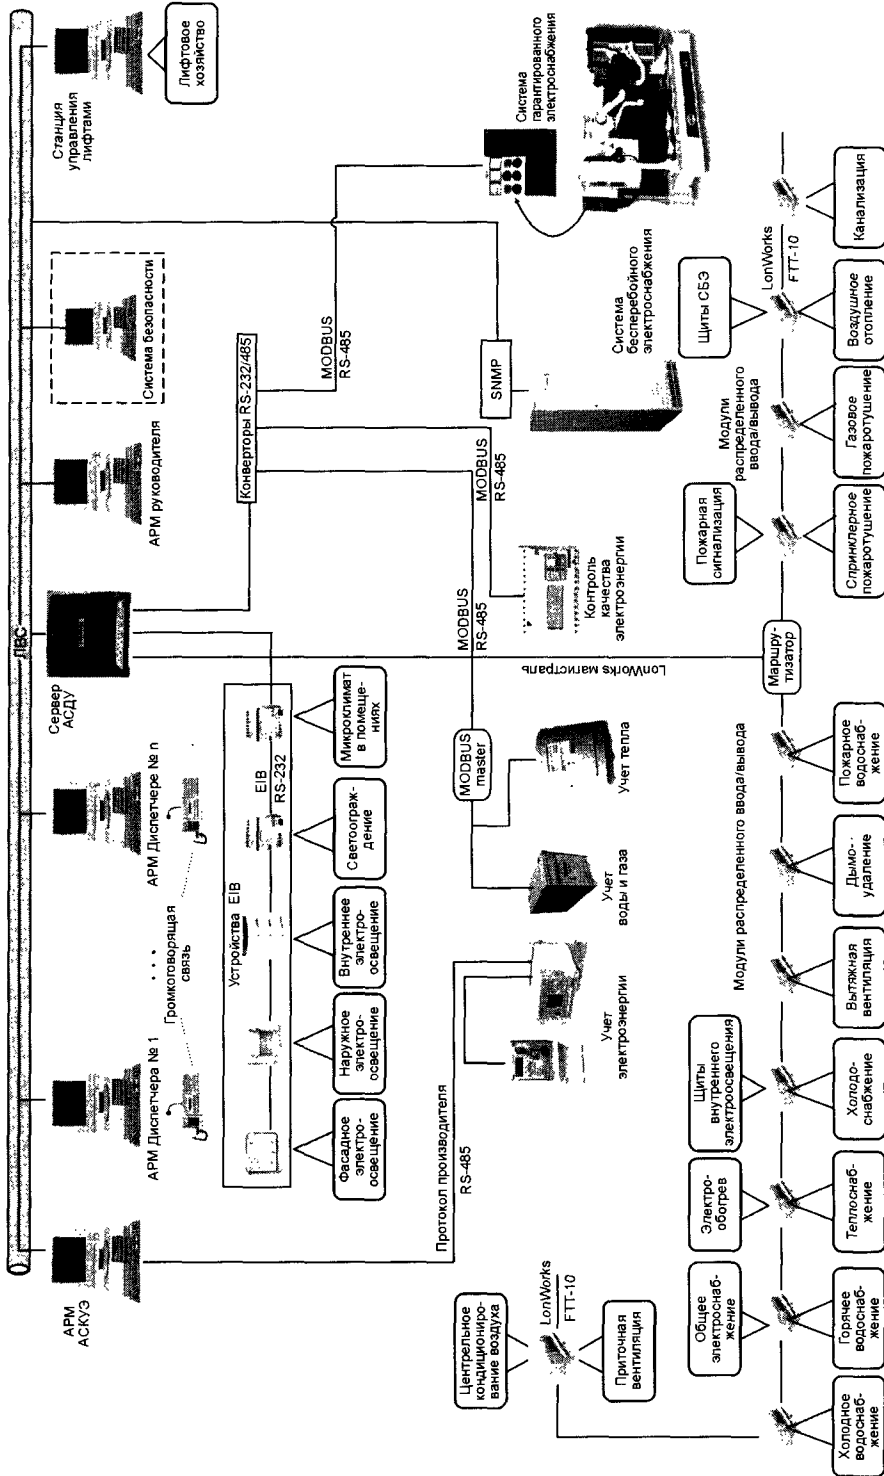 ЛВС
АРМ
АСКУЭ
АРМ Диспетчера № 1
• • •
АРМ Диспетчере № n
Громкоговорящая
связь
Сервер
АСДУ
АРМ руководителя
Система безопасности
Станция
управления
лифтами
Лифтовое
хозяйство
Устройства EIB
EIB
RS-232
Фасадное
электро-
освещение
Наружное
электро-
освещение
Внутреннее
электро-
освещение
Светоограж-
дение
Микроклимат
в помеще-
ниях
Конверторы RS-232/485
MODBUS
RS-485
MODBUS
RS-485
MODBUS
RS-485
Протокол производителя
RS-485
MODBUS
master
SNMP
Учет
электроэнергии
Учет
воды и газа
Учет тепла
Контроль
качества
электроэнергии
Система
бесперебойного
электроснабжения
Система
гарантированного
электроснабжения
LonWorks магистраль
Центрельное
кондициониро-
вание воздуха
LonWorks
FTT-10
Приточная
вентиляция
Общее
электроснаб-
жение
Электро-
обогрев
Щиты
внутреннего
электроосвещения
Модули распределенного ввода/вывода
Маршру-
тизатор
Пожарная
сигнализация
Модули
распределенного
ввода/вывода
Щиты СБЭ
LonWorks
FTT-10
Холодное
водоснаб-
жение
Горячее
водоснаб-
жение
Теплоснаб-
жение
Холодо-
снабжение
Вытяжная
вентиляция
Дымо-
удаление
Пожарное
водоснаб-
жение
Спринклерное
пожаротушение
Газовое
пожаротушение
Воздушное
отопление
Канализация